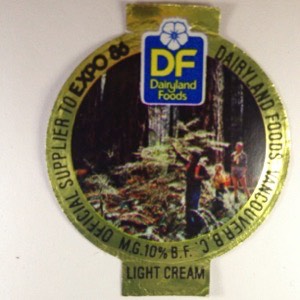 DF
Dairyland
Foods
OFFICIAL SUPPLIER TO EXPO 86
DAIRYLAND FOODS, VANCOUVER B.C.
M.G. 10% B.F.
LIGHT CREAM